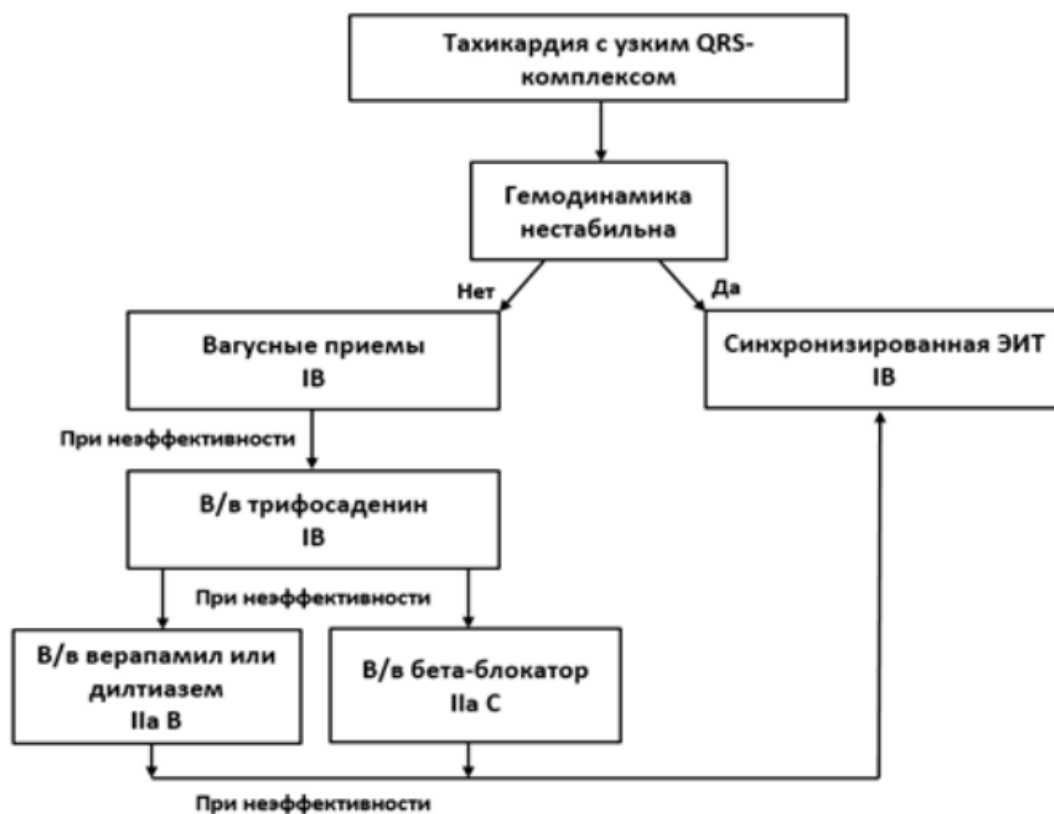 Тахикардия с узким QRS-
комплексом
Гемодинамика
нестабильна
Нет
Да
Вагусные приемы
IB
Синхронизированная ЭИТ
IB
При неэффективности
В/в трифосаденин
IB
При неэффективности
В/в верапамил или
дилтиазем
IIa B
В/в бета-блокатор
IIa C
При неэффективности